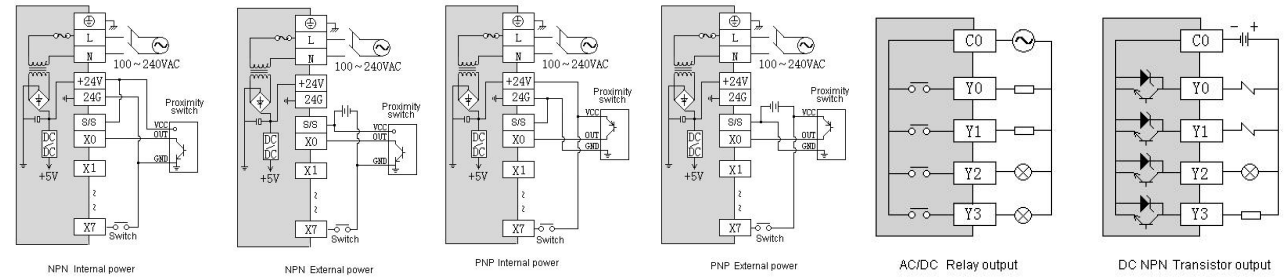 L
N
100～240VAC
+24V
24G
S/S
X0
X1
X7
DC
DC
+5V
Proximity
switch
VCC
OUT
GND
Switch
NPN Internal power
L
N
100～240VAC
+24V
24G
S/S
X0
X1
X7
DC
DC
+5V
Proximity
switch
VCC
OUT
GND
Switch
NPN External power
L
N
100～240VAC
+24V
24G
S/S
X0
X1
X7
DC
DC
+5V
Proximity
switch
VCC
OUT
GND
Switch
PNP Internal power
L
N
100～240VAC
+24V
24G
S/S
X0
X1
X7
DC
DC
+5V
Proximity
switch
VCC
OUT
GND
Switch
PNP External power
C0
Y0
Y1
Y2
Y3
AC/DC Relay output
- +
C0
Y0
Y1
Y2
Y3
DC NPN Transistor output